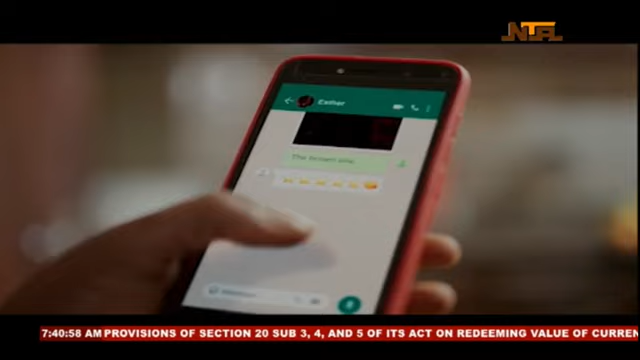 NTA
Esther
7:40:58 AM PROVISIONS OF SECTION 20 SUB 3, 4, AND 5 OF ITS ACT ON REDEEMING VALUE OF CURREN